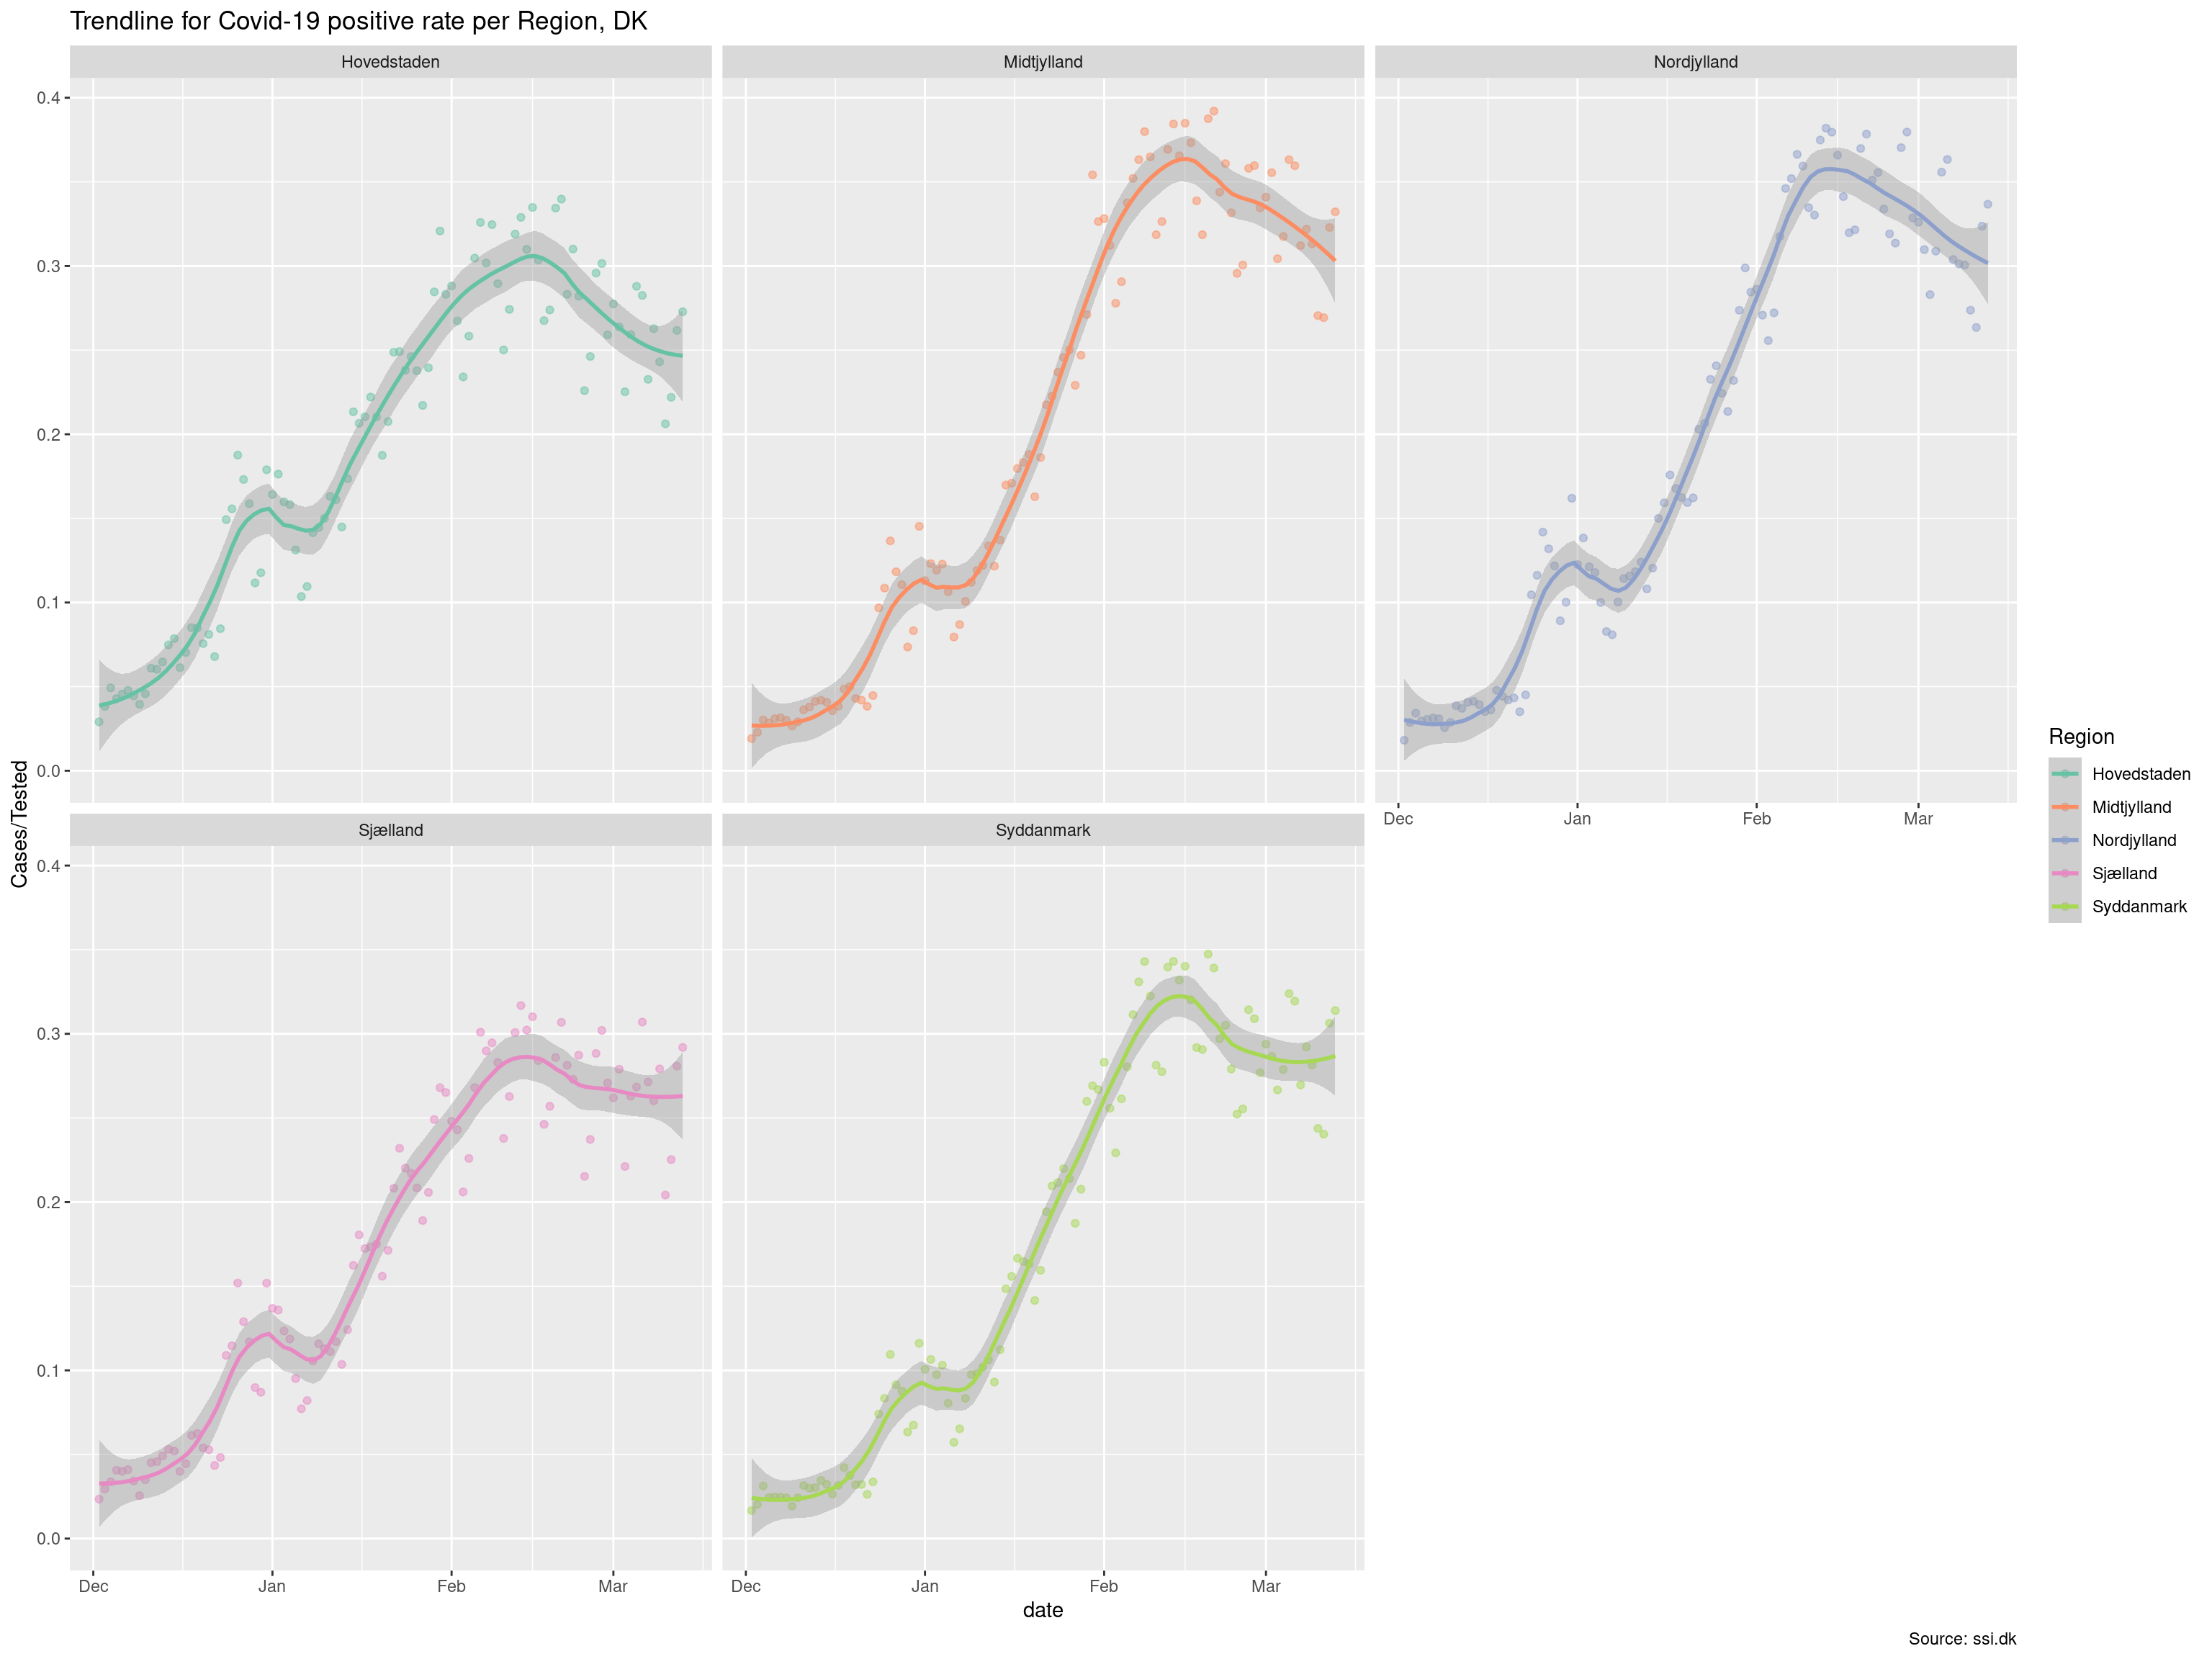 Trendline for Covid-19 positive rate per Region, DK
Hovedstaden
Midtjylland
Nordjylland
0.4
0.3
0.2
0.1
0.0
Dec Jan Feb Mar
Cases/Tested
Sjælland
Syddanmark
0.4
0.3
0.2
0.1
0.0
Dec Jan Feb Mar
Dec Jan Feb Mar
date
Region
Hovedstaden
Midtjylland
Nordjylland
Sjælland
Syddanmark
Source: ssi.dk